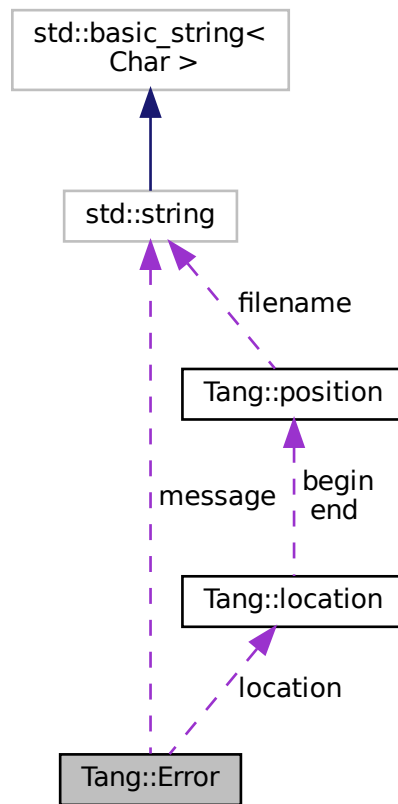 std::basic_string<
Char >
std::string
filename
Tang::position
message
begin
end
Tang::location
location
Tang::Error